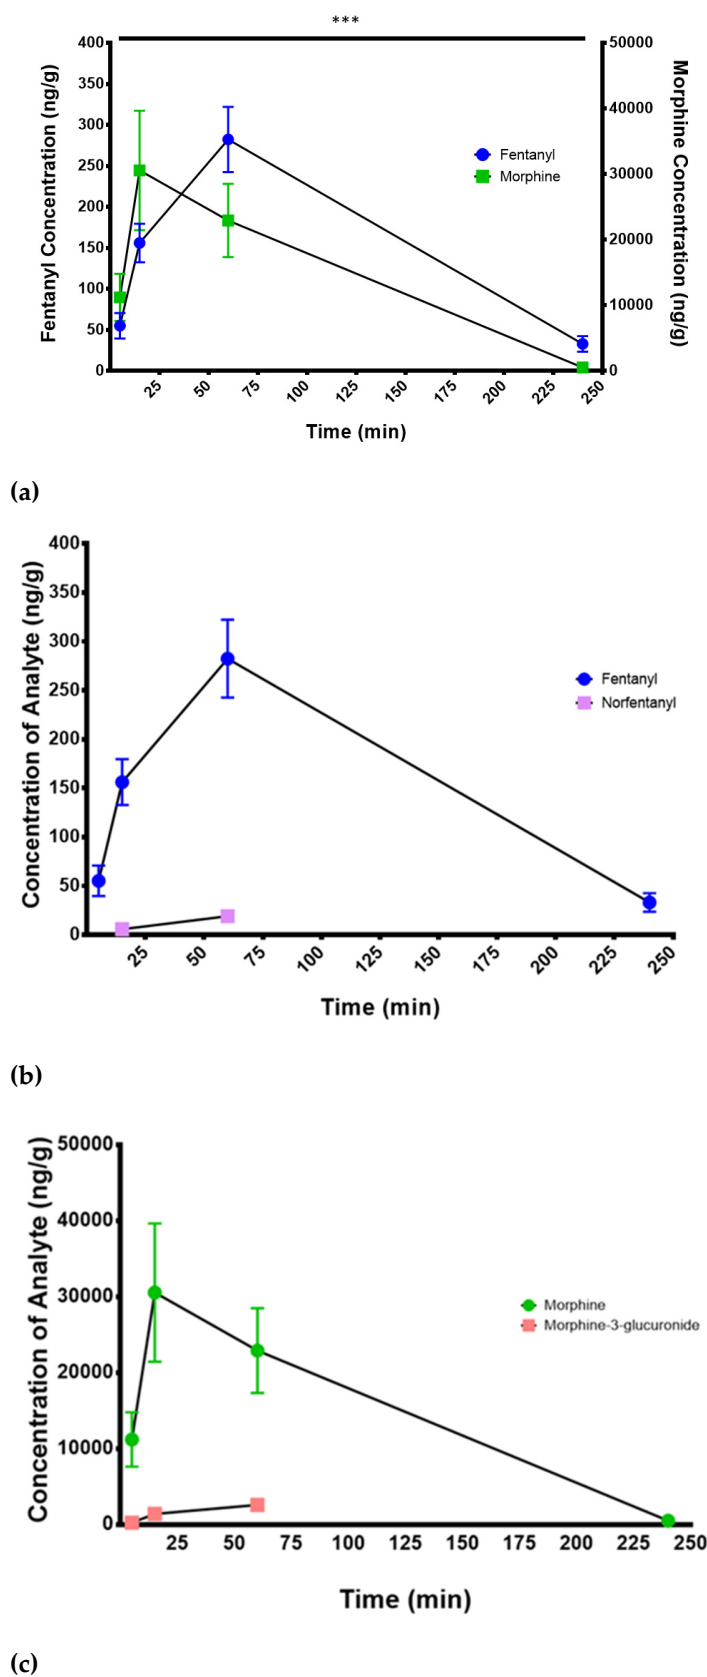 ***
400
350
300
250
200
150
100
50
0
Fentanyl Concentration (ng/g)
50000
40000
30000
20000
10000
0
Morphine Concentration (ng/g)
Fentanyl
Morphine
25 50 75 100 125 150 175 200 225 250
Time (min)
(a)
400
350
300
250
200
150
100
50
0
Concentration of Analyte (ng/g)
Fentanyl
Norfentanyl
25 50 75 100 125 150 175 200 225 250
Time (min)
(b)
50000
40000
30000
20000
10000
0
Concentration of Analyte (ng/g)
Morphine
Morphine-3-glucuronide
25 50 75 100 125 150 175 200 225 250
Time (min)
(c)